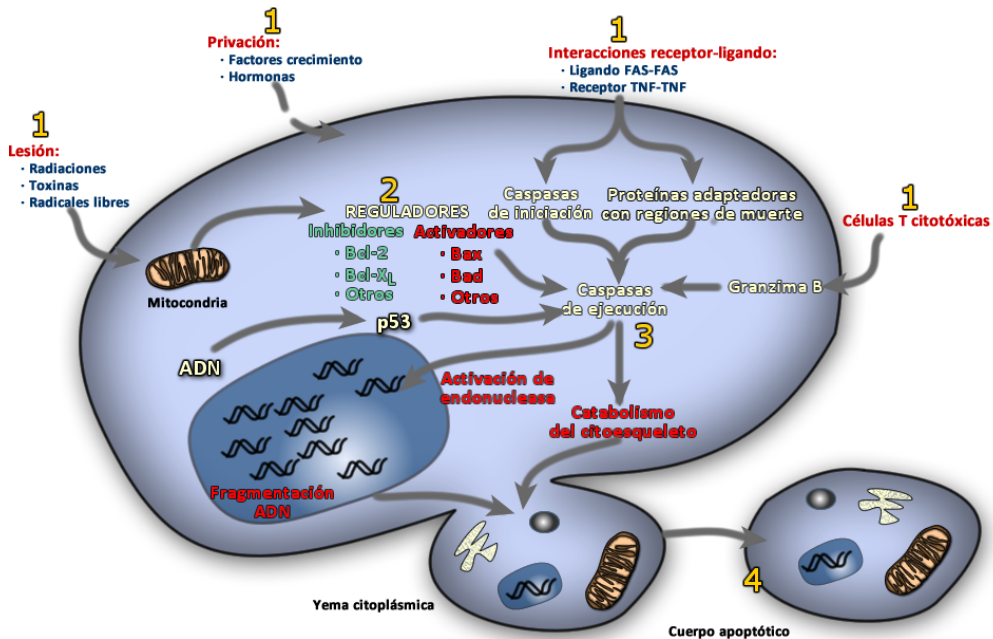 1
Privación:
· Factores crecimiento
· Hormonas
1
Interacciones receptor-ligando:
· Ligando FAS-FAS
· Receptor TNF-TNF
1
Lesión:
· Radiaciones
· Toxinas
· Radicales libres
2
REGULADORES
Inhibidores
· Bcl-2
· Bcl-XL
· Otros
Activadores
· Bax
· Bad
· Otros
Caspasas
de iniciación
Proteínas adaptadoras
con regiones de muerte
1
Células T citotóxicas
Mitocondria
Caspasas
de ejecución
Granzima B
3
p53
ADN
Activación de
endonucleasa
Catabolismo
del citoesqueleto
Fragmentación
ADN
4
Yema citoplásmica
Cuerpo apoptótico